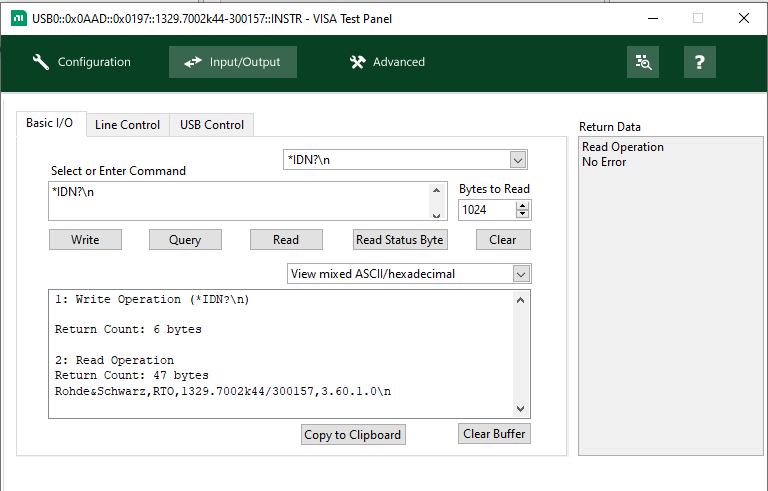 USB0::0x0AAD::0x0197::1329.7002k44-300157::INSTR - VISA Test Panel
Configuration
Input/Output
Advanced
?
Basic I/O
Line Control
USB Control
Return Data
*IDN?\n
Select or Enter Command
*IDN?\n
Bytes to Read
1024
Write
Query
Read
Read Status Byte
Clear
View mixed ASCII/hexadecimal
1: Write Operation (*IDN?\n)
Return Count: 6 bytes
2: Read Operation
Return Count: 47 bytes
Rohde&Schwarz,RTO,1329.7002k44/300157,3.60.1.0\n
Copy to Clipboard
Clear Buffer
Read Operation
No Error